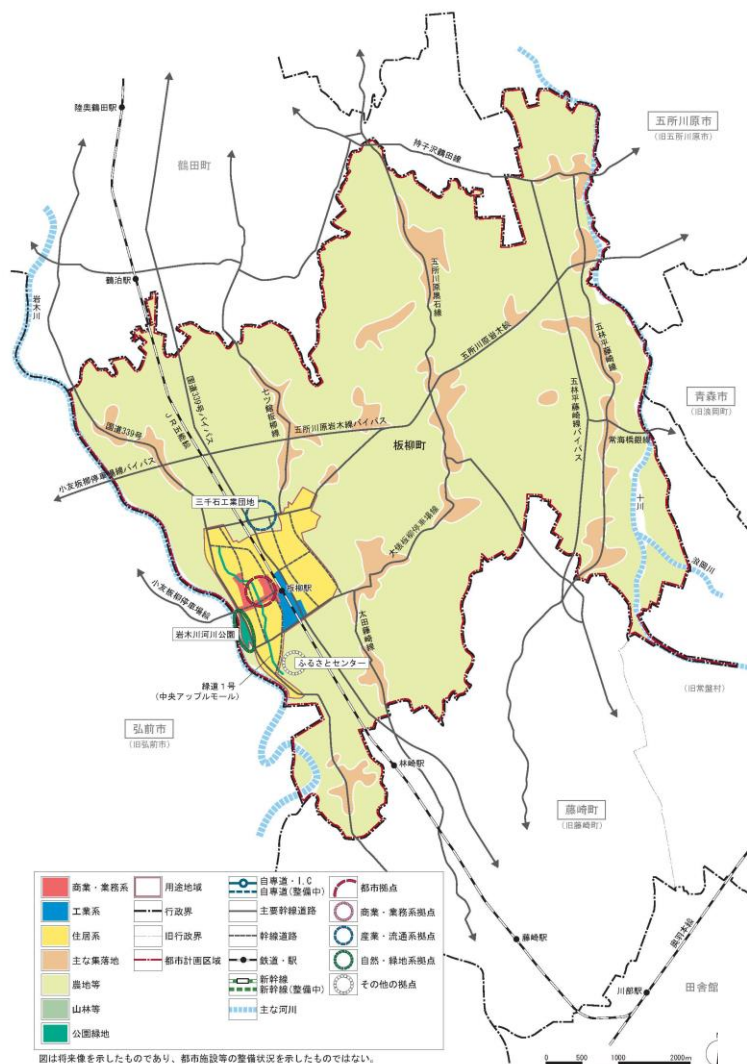 陸奥鶴田駅
五所川原市
(旧五所川原市)
持子沢鶴田線
鶴田町
鶴泊駅
岩木川
五所川原黒石線
五所川原岩木線
五林平藤崎線
国道339号バイパス
七ツ館板柳線
国道339号
JR五能線
五所川原岩木線バイパス
五林平藤崎線バイパス
青森市
(旧浪岡町)
板柳町
常海橋銀線
小友板柳停車場線バイパス
三千石工業団地
大俵板柳停車場線
十川
浪岡川
小友板柳停車場線
板柳駅
岩木川河川公園
太田藤崎線
ふるさとセンター
緑道1号
(中央アップルモール)
(旧常盤村)
弘前市
(旧弘前市)
林崎駅
藤崎町
(旧藤崎町)
藤崎駅
奥羽本線
川部駅
田舎館
商業・業務系
用途地域
自専道・I.C
自専道(整備中)
都市拠点
工業系
行政界
主要幹線道路
商業・業務系拠点
住居系
旧行政界
幹線道路
産業・流通系拠点
主な集落地
都市計画区域
鉄道・駅
自然・緑地系拠点
農地等
新幹線
新幹線(整備中)
その他の拠点
山林等
主な河川
公園緑地
図は将来像を示したものであり、都市施設等の整備状況を示したものではない。
0 500 1000 2000m